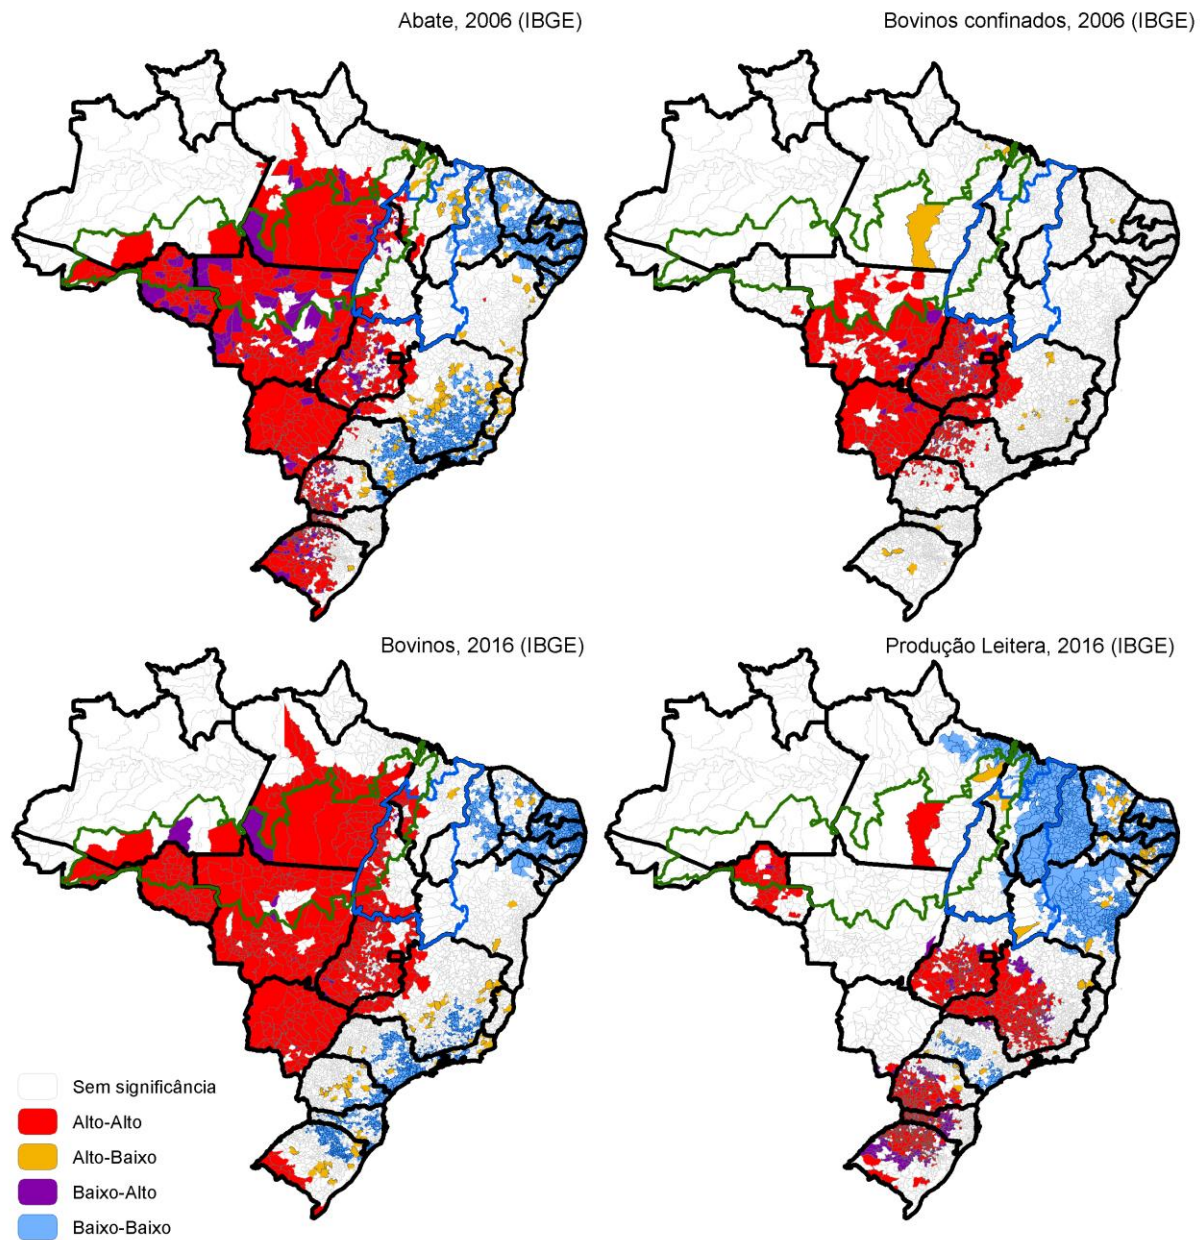 Abate, 2006 (IBGE)
Bovinos confinados, 2006 (IBGE)
Bovinos, 2016 (IBGE)
Produção Leitera, 2016 (IBGE)
Sem significância
Alto-Alto
Alto-Baixo
Baixo-Alto
Baixo-Baixo